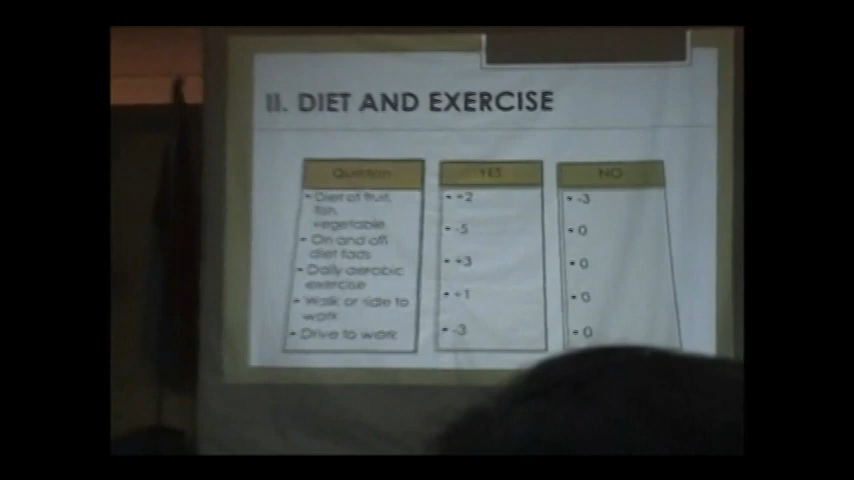 II. DIET AND EXERCISE
Question
- Diet of fruit,
fish,
vegetable
- On and off
diet fads
- Daily aerobic
exercise
- Walk or ride to
work
- Drive to work
YES
- +2
- -5
- +3
- +1
- -3
NO
- -3
- 0
- 0
- 0
- 0